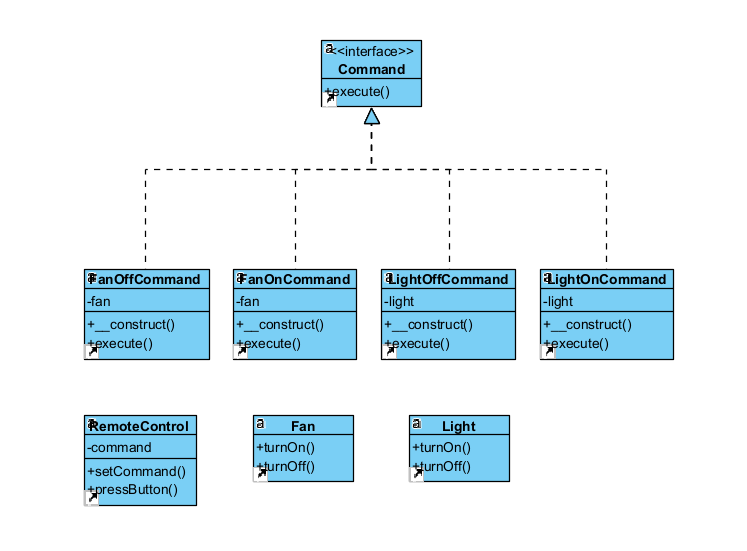 <<interface>>
Command
+execute()
FanOffCommand
-fan
+__construct()
+execute()
FanOnCommand
-fan
+__construct()
+execute()
LightOffCommand
-light
+__construct()
+execute()
LightOnCommand
-light
+__construct()
+execute()
RemoteControl
-command
+setCommand()
+pressButton()
Fan
+turnOn()
+turnOff()
Light
+turnOn()
+turnOff()